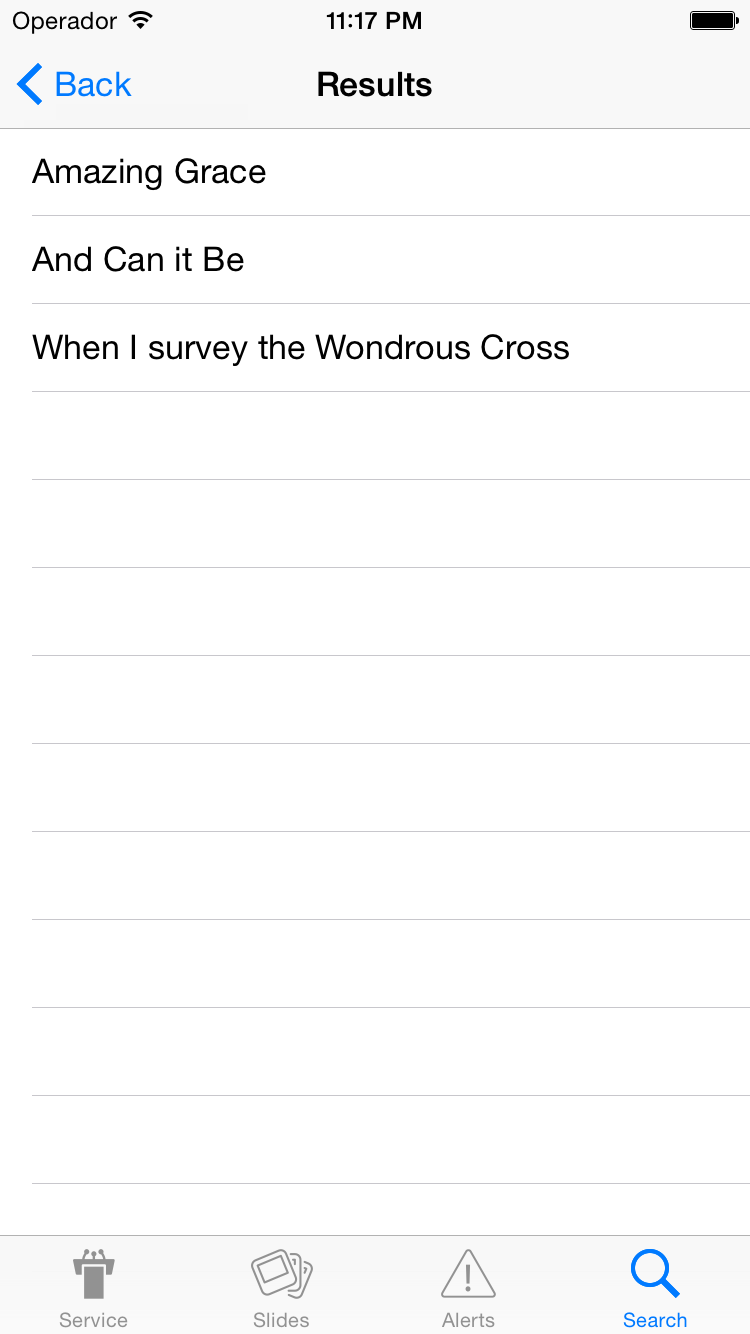 Operador 11:17 PM
Back Results
Amazing Grace
And Can it Be
When I survey the Wondrous Cross
Service Slides Alerts Search